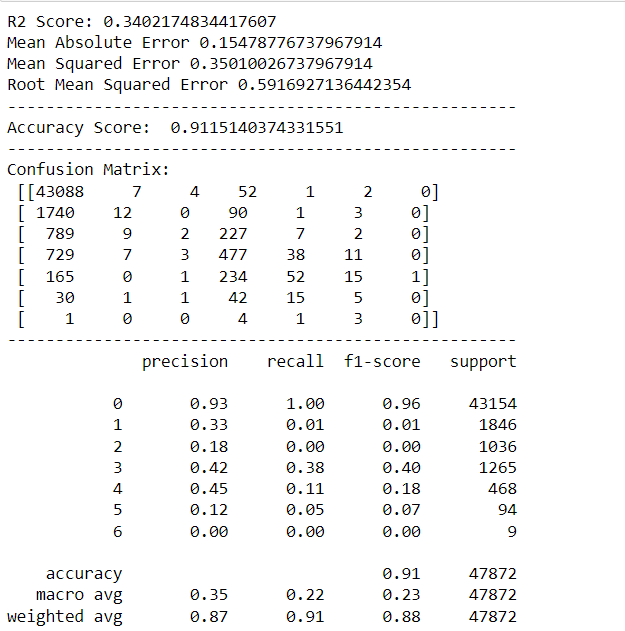 R2 Score: 0.3402174834417607
Mean Absolute Error 0.15478776737967914
Mean Squared Error 0.35010026737967914
Root Mean Squared Error 0.5916927136442354
-----------------------------------------------------
Accuracy Score:  0.9115140374331551
-----------------------------------------------------
Confusion Matrix:
 [[43088     7     4    52     1     2     0]
 [ 1740    12     0    90     1     3     0]
 [  789     9     2   227     7     2     0]
 [  729     7     3   477    38    11     0]
 [  165     0     1   234    52    15     1]
 [   30     1     1    42    15     5     0]
 [    1     0     0     4     1     3     0]]
-----------------------------------------------------
              precision    recall  f1-score   support
           0       0.93      1.00      0.96     43154
           1       0.33      0.01      0.01      1846
           2       0.18      0.00      0.00      1036
           3       0.42      0.38      0.40      1265
           4       0.45      0.11      0.18       468
           5       0.12      0.05      0.07        94
           6       0.00      0.00      0.00         9
    accuracy                           0.91     47872
   macro avg       0.35      0.22      0.23     47872
weighted avg       0.87      0.91      0.88     47872